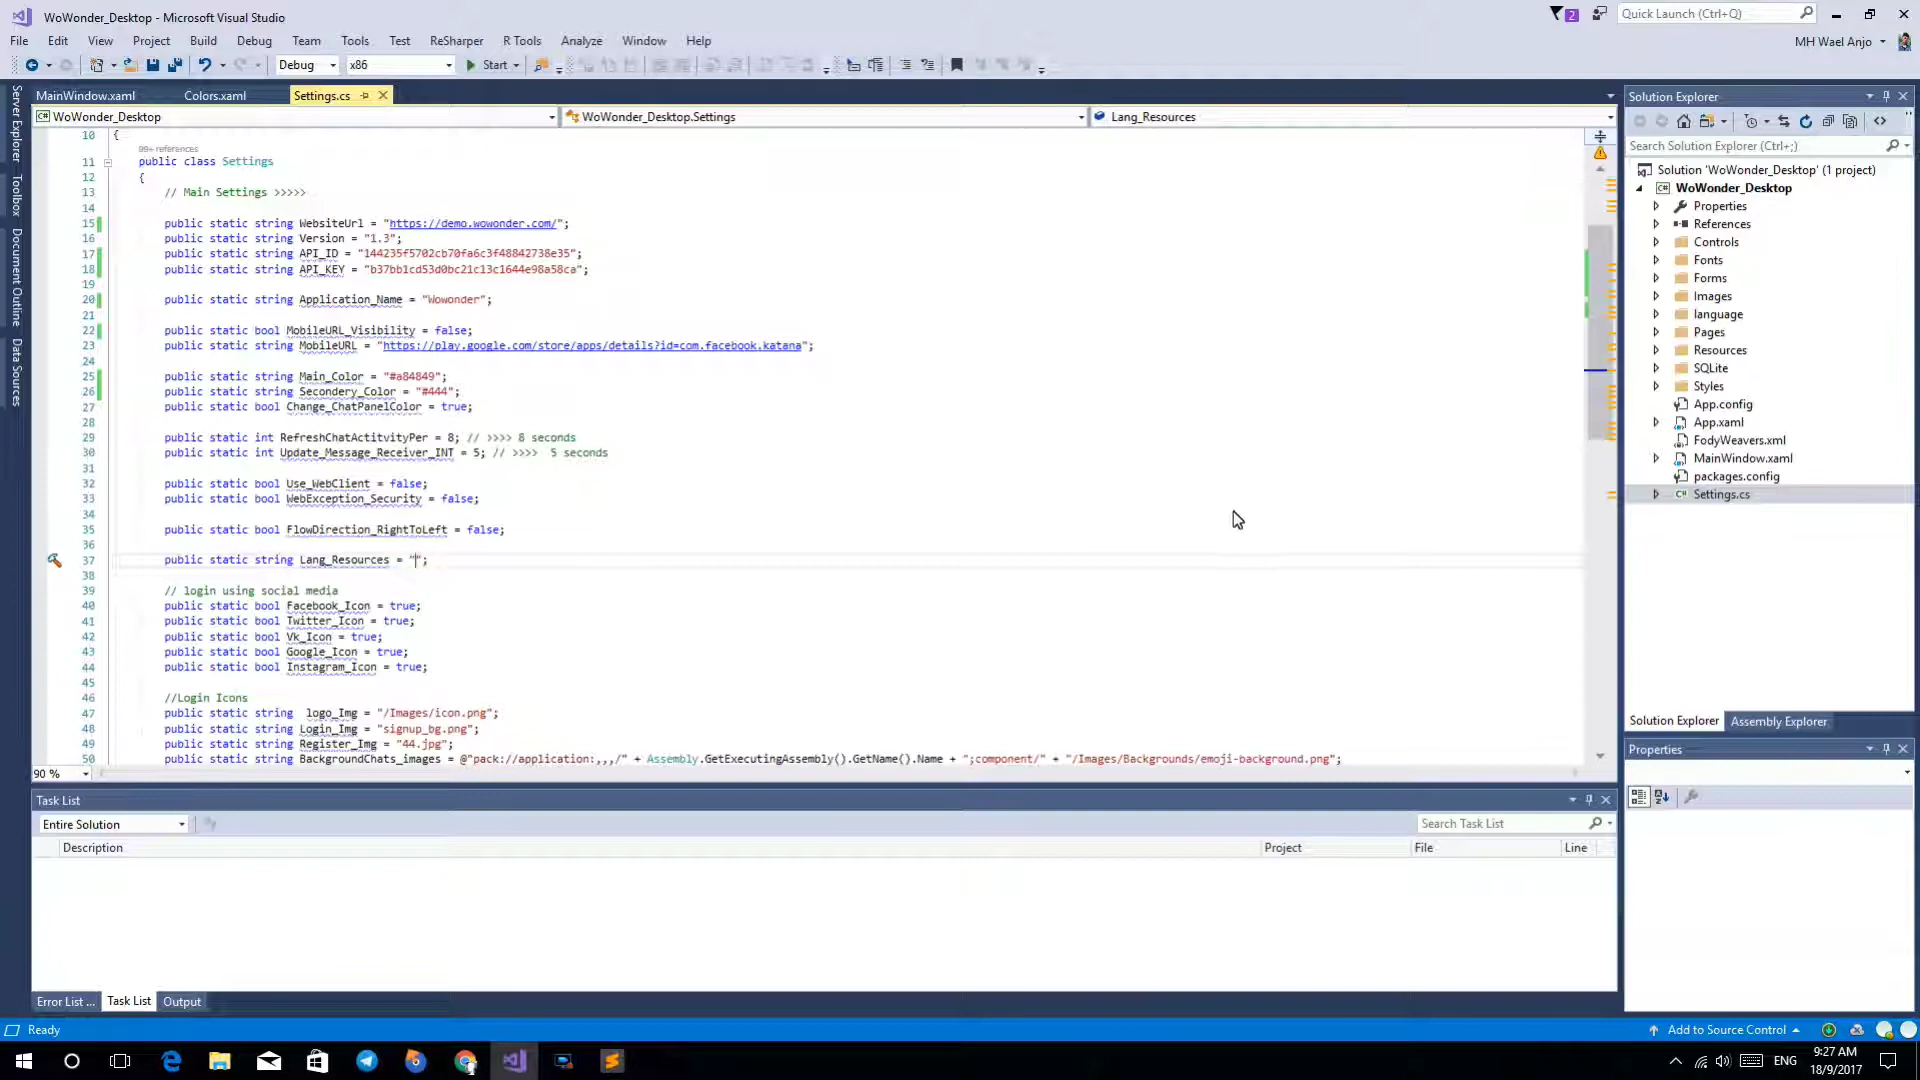 WoWonder_Desktop - Microsoft Visual Studio
2
Quick Launch (Ctrl+Q)
File Edit View Project Build Debug Team Tools Test ReSharper R Tools Analyze Window Help
MH Wael Anjo
Debug x86 Start
MainWindow.xaml Colors.xaml Settings.cs
Solution Explorer
WoWonder_Desktop WoWonder_Desktop.Settings Lang_Resources
Search Solution Explorer (Ctrl+;)
Server Explorer
Toolbox
Document Outline
Data Sources
10 {
99+ references
11 public class Settings
12 {
13 // Main Settings >>>>>
14
15 public static string WebsiteUrl = "https://demo.wowonder.com/";
16 public static string Version = "1.3";
17 public static string API_ID = "144235f5702cb70fa6c3f48842738e35";
18 public static string API_KEY = "b37bb1cd53d0bc21c13c1644e98a58ca";
19
20 public static string Application_Name = "Wowonder";
21
22 public static bool MobileURL_Visibility = false;
23 public static string MobileURL = "https://play.google.com/store/apps/details?id=com.facebook.katana";
24
25 public static string Main_Color = "#a84849";
26 public static string Secondery_Color = "#444";
27 public static bool Change_ChatPanelColor = true;
28
29 public static int RefreshChatActitvityPer = 8; // >>>> 8 seconds
30 public static int Update_Message_Receiver_INT = 5; // >>>> 5 seconds
31
32 public static bool Use_WebClient = false;
33 public static bool WebException_Security = false;
34
35 public static bool FlowDirection_RightToLeft = false;
36
37 public static string Lang_Resources = "";
38
39 // login using social media
40 public static bool Facebook_Icon = true;
41 public static bool Twitter_Icon = true;
42 public static bool Vk_Icon = true;
43 public static bool Google_Icon = true;
44 public static bool Instagram_Icon = true;
45
46 //Login Icons
47 public static string logo_Img = "/Images/icon.png";
48 public static string Login_Img = "signup_bg.png";
49 public static string Register_Img = "44.jpg";
50 public static string BackgroundChats_images = @"pack://application:,,,/" + Assembly.GetExecutingAssembly().GetName().Name + ";component/" + "/Images/Backgrounds/emoji-background.png";
90 %
Solution 'WoWonder_Desktop' (1 project)
WoWonder_Desktop
Properties
References
Controls
Fonts
Forms
Images
language
Pages
Resources
SQLite
Styles
App.config
App.xaml
FodyWeavers.xml
MainWindow.xaml
packages.config
Settings.cs
Solution Explorer Assembly Explorer
Properties
Task List
Entire Solution
Search Task List
Description Project File Line
Error List ... Task List Output
Ready
Add to Source Control
ENG
9:27 AM
18/9/2017